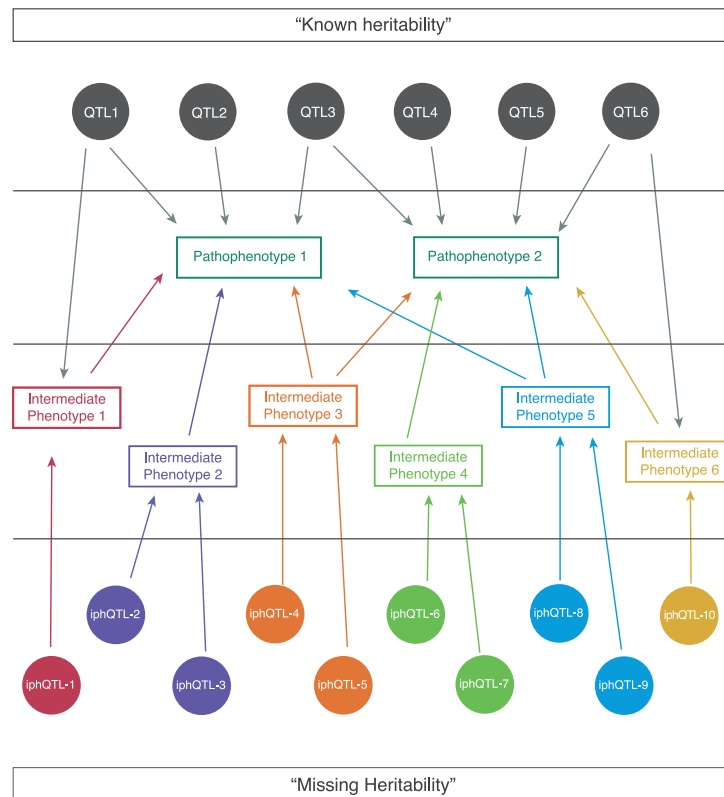 “Known heritability”
QTL1
QTL2
QTL3
QTL4
QTL5
QTL6
Pathophenotype 1
Pathophenotype 2
Intermediate
Phenotype 1
Intermediate
Phenotype 3
Intermediate
Phenotype 5
Intermediate
Phenotype 2
Intermediate
Phenotype 4
Intermediate
Phenotype 6
iphQTL-2
iphQTL-4
iphQTL-6
iphQTL-8
iphQTL-10
iphQTL-1
iphQTL-3
iphQTL-5
iphQTL-7
iphQTL-9
“Missing Heritability”